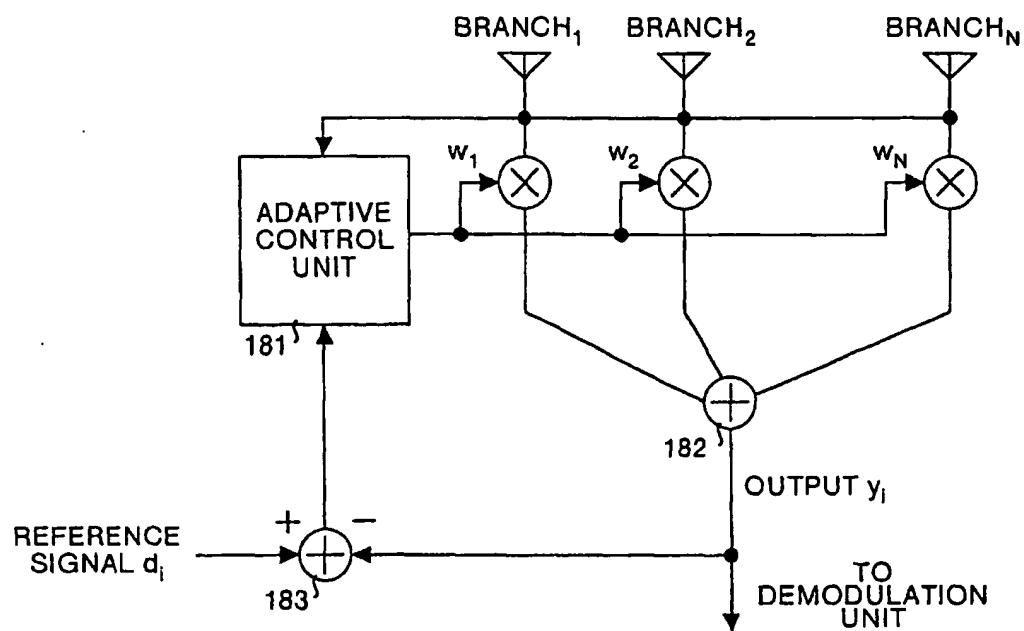 BRANCH1 BRANCH2 BRANCHN
w1 w2 wN
ADAPTIVE
CONTROL
UNIT
181
182
OUTPUT yi
+ −
REFERENCE
SIGNAL di
183
TO
DEMODULATION
UNIT